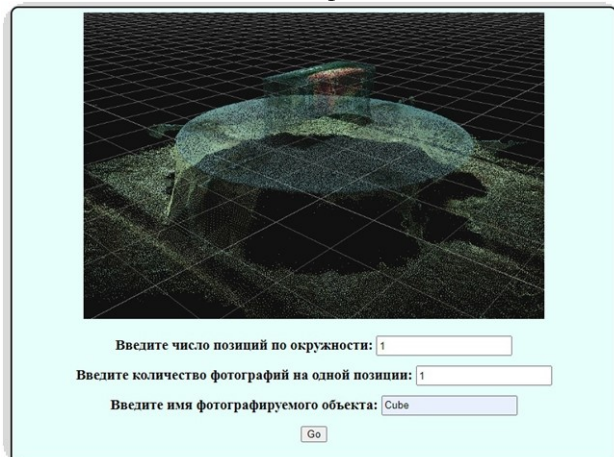 Введите число позиций по окружности: 1
Введите количество фотографий на одной позиции: 1
Введите имя фотографируемого объекта: Cube
Go